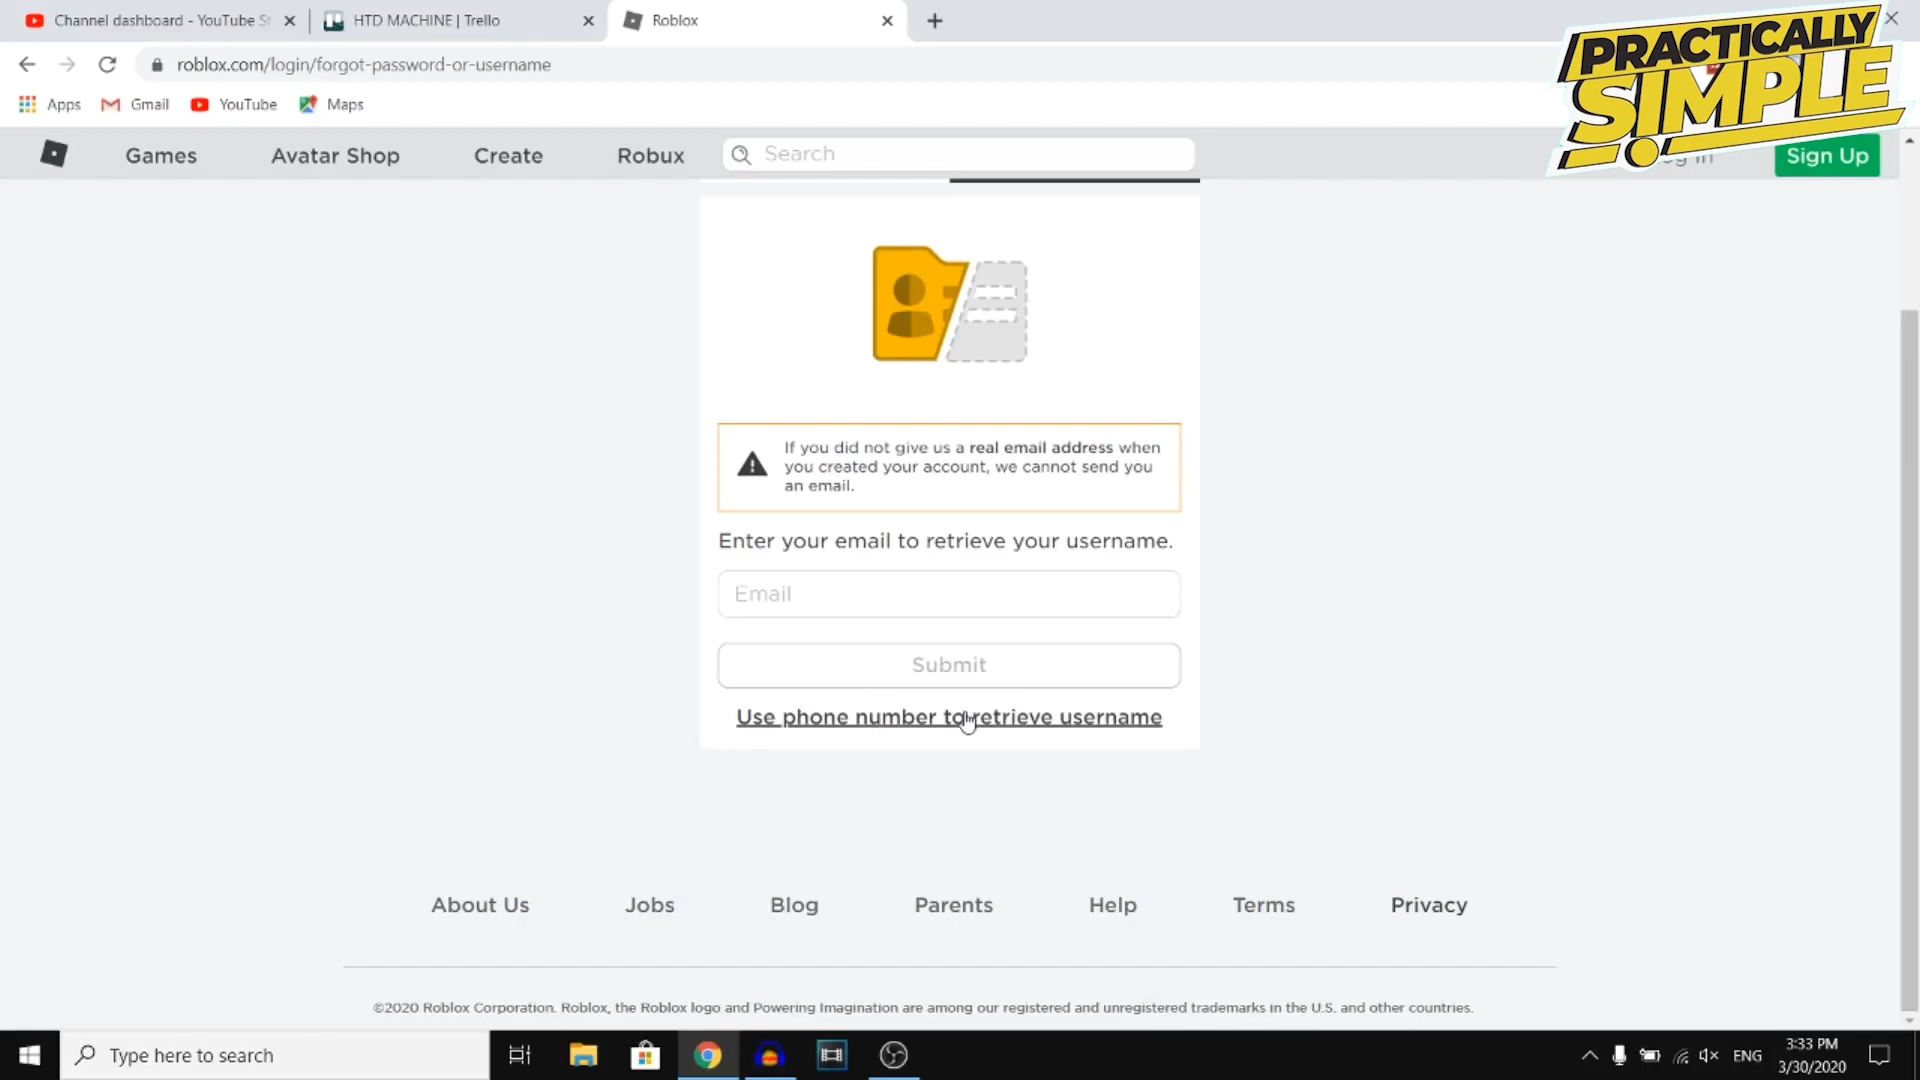 Channel dashboard - YouTube St
HTD MACHINE | Trello
Roblox
PRACTICALLY
SIMPLE
roblox.com/login/forgot-password-or-username
Apps
Gmail
YouTube
Maps
Games
Avatar Shop
Create
Robux
Search
Sign Up
If you did not give us a real email address when
you created your account, we cannot send you
an email.
Enter your email to retrieve your username.
Email
Submit
Use phone number to retrieve username
About Us
Jobs
Blog
Parents
Help
Terms
Privacy
©2020 Roblox Corporation. Roblox, the Roblox logo and Powering Imagination are among our registered and unregistered trademarks in the U.S. and other countries.
Type here to search
ENG
3:33 PM
3/30/2020